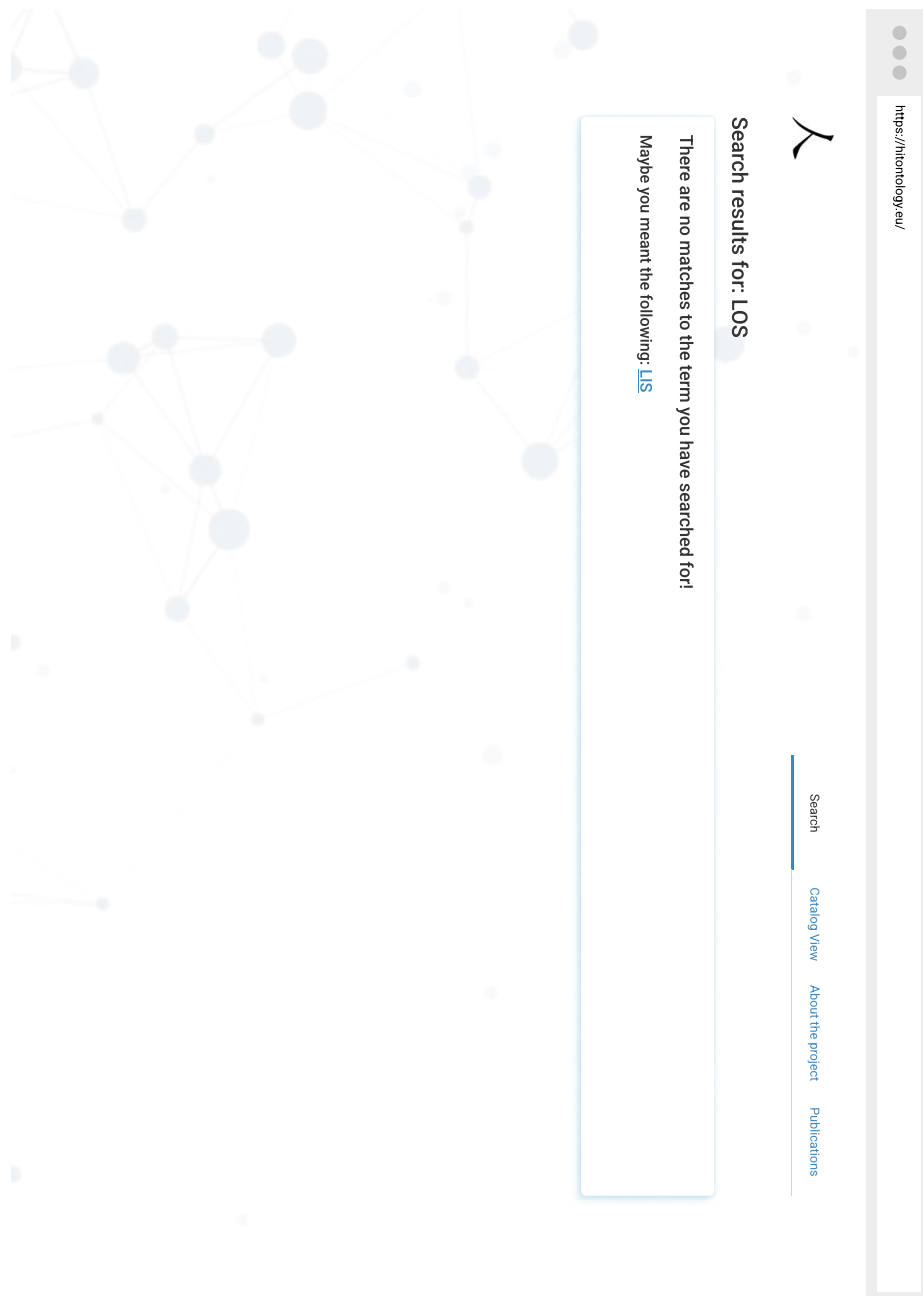 https://hitontology.eu/
Search
Catalog View
About the project
Publications
Search results for: LOS
There are no matches to the term you have searched for!
Maybe you meant the following: LIS